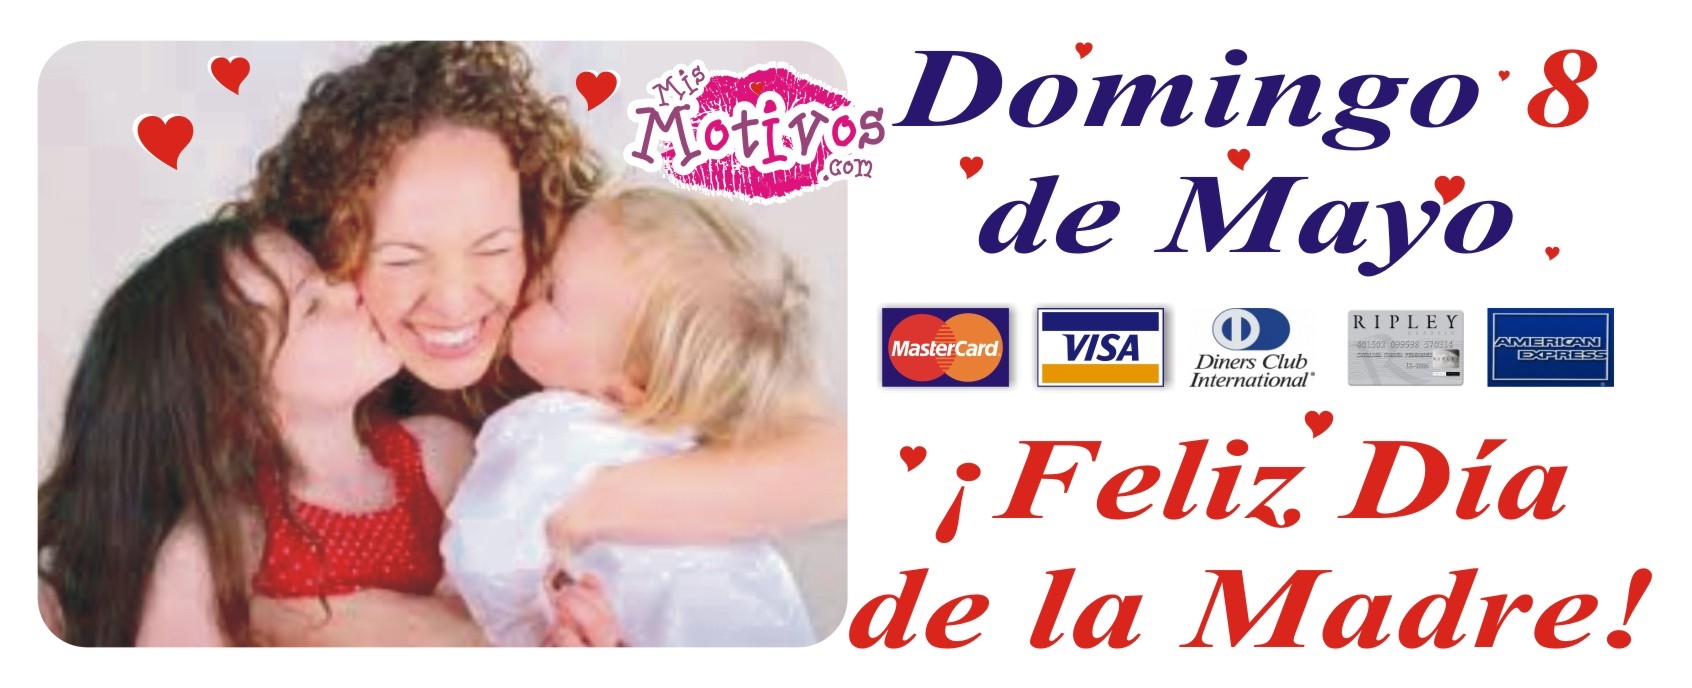 Mis
Motivos
.com
Domingo 8
de Mayo
MasterCard
VISA
Diners Club
International
RIPLEY
AMERICAN
EXPRESS
¡Feliz Día
de la Madre!